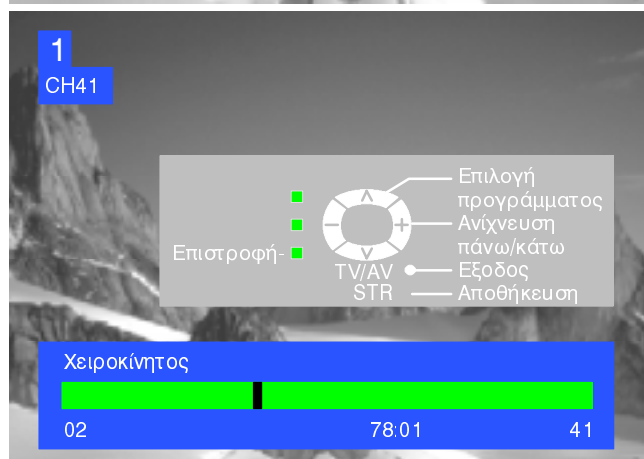 1
CH41
Επιλογή
προγράμματος
Ανίχνευση
πάνω/κάτω
Επιστροφή-
TV/AV Εξοδος
STR Αποθήκευση
Χειροκίνητος
02 78:01 41